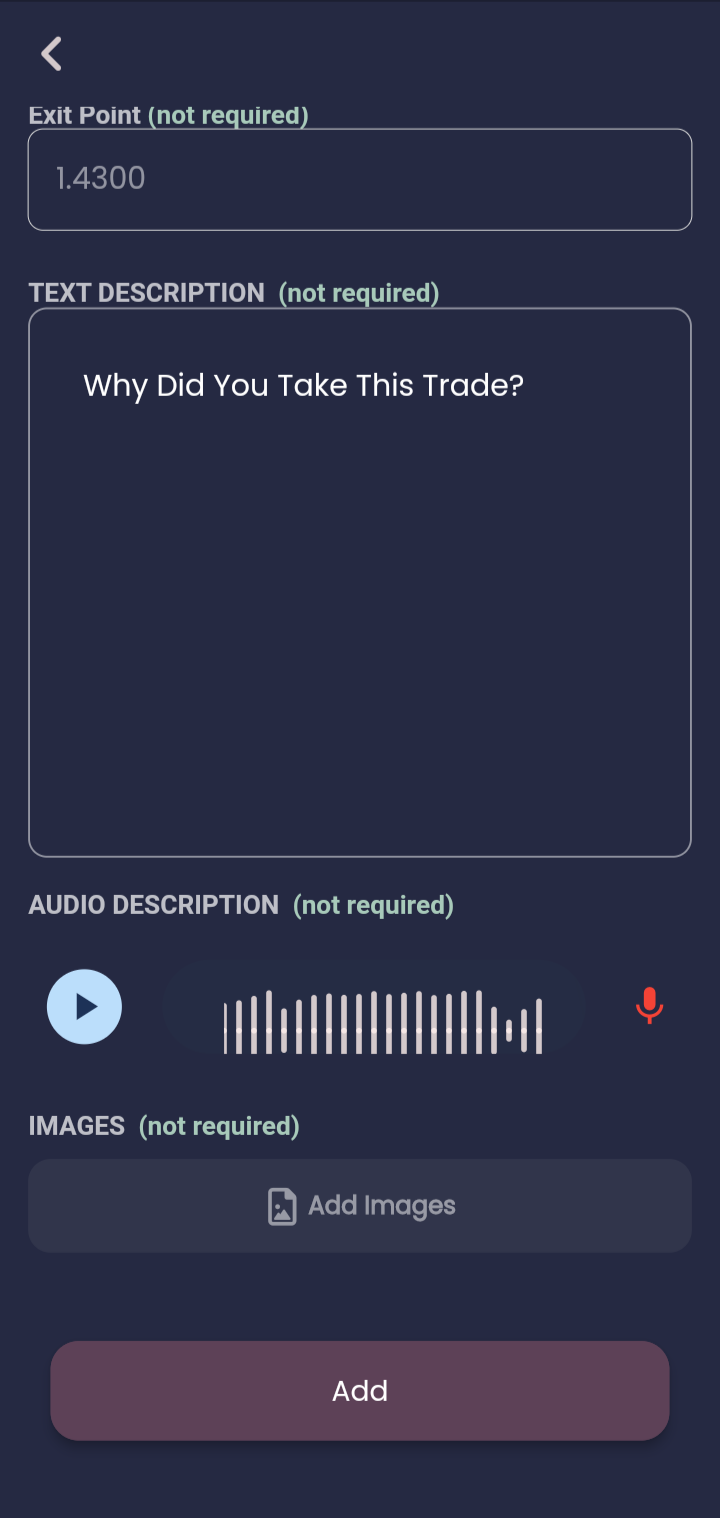 Exit Point (not required)
1.4300
TEXT DESCRIPTION (not required)
Why Did You Take This Trade?
AUDIO DESCRIPTION (not required)
IMAGES (not required)
Add Images
Add